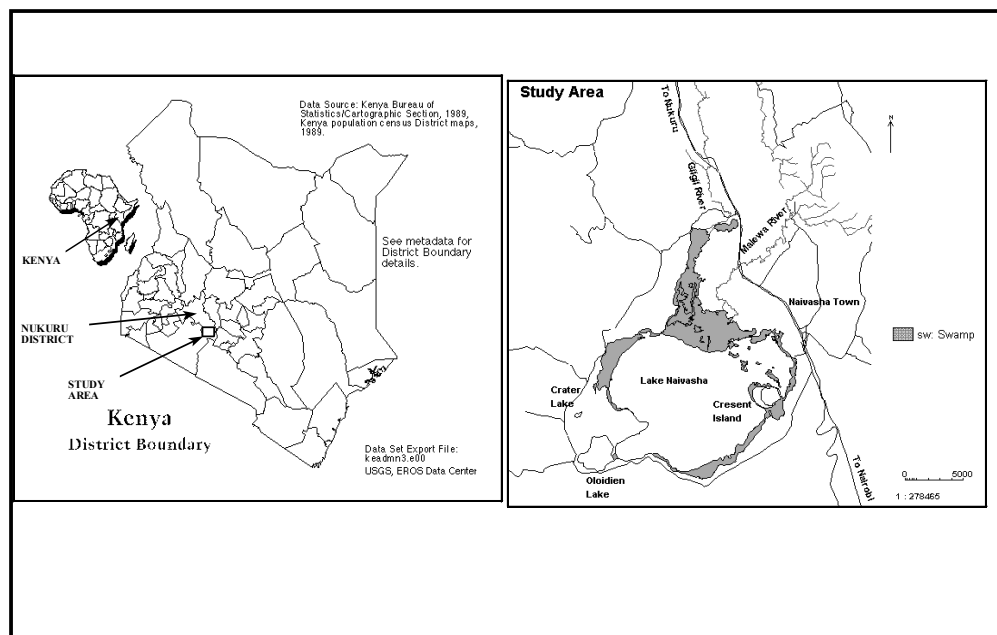 Data Source: Kenya Bureau of
Statistics/Cartographic Section, 1989,
Kenya population census District maps,
1989.
KENYA
See metadata for
District Boundary
details.
NUKURU
DISTRICT
STUDY
AREA
Kenya
District Boundary
Data Set Export File:
keadmn3.e00
USGS, EROS Data Center
Study Area
To Nukuru
N
Gilgil River
Malewa River
Naivasha Town
sw: Swamp
Lake Naivasha
Crater
Lake
Cresent
Island
Oloidien
Lake
To Nairobi
0 5000
1 : 278465